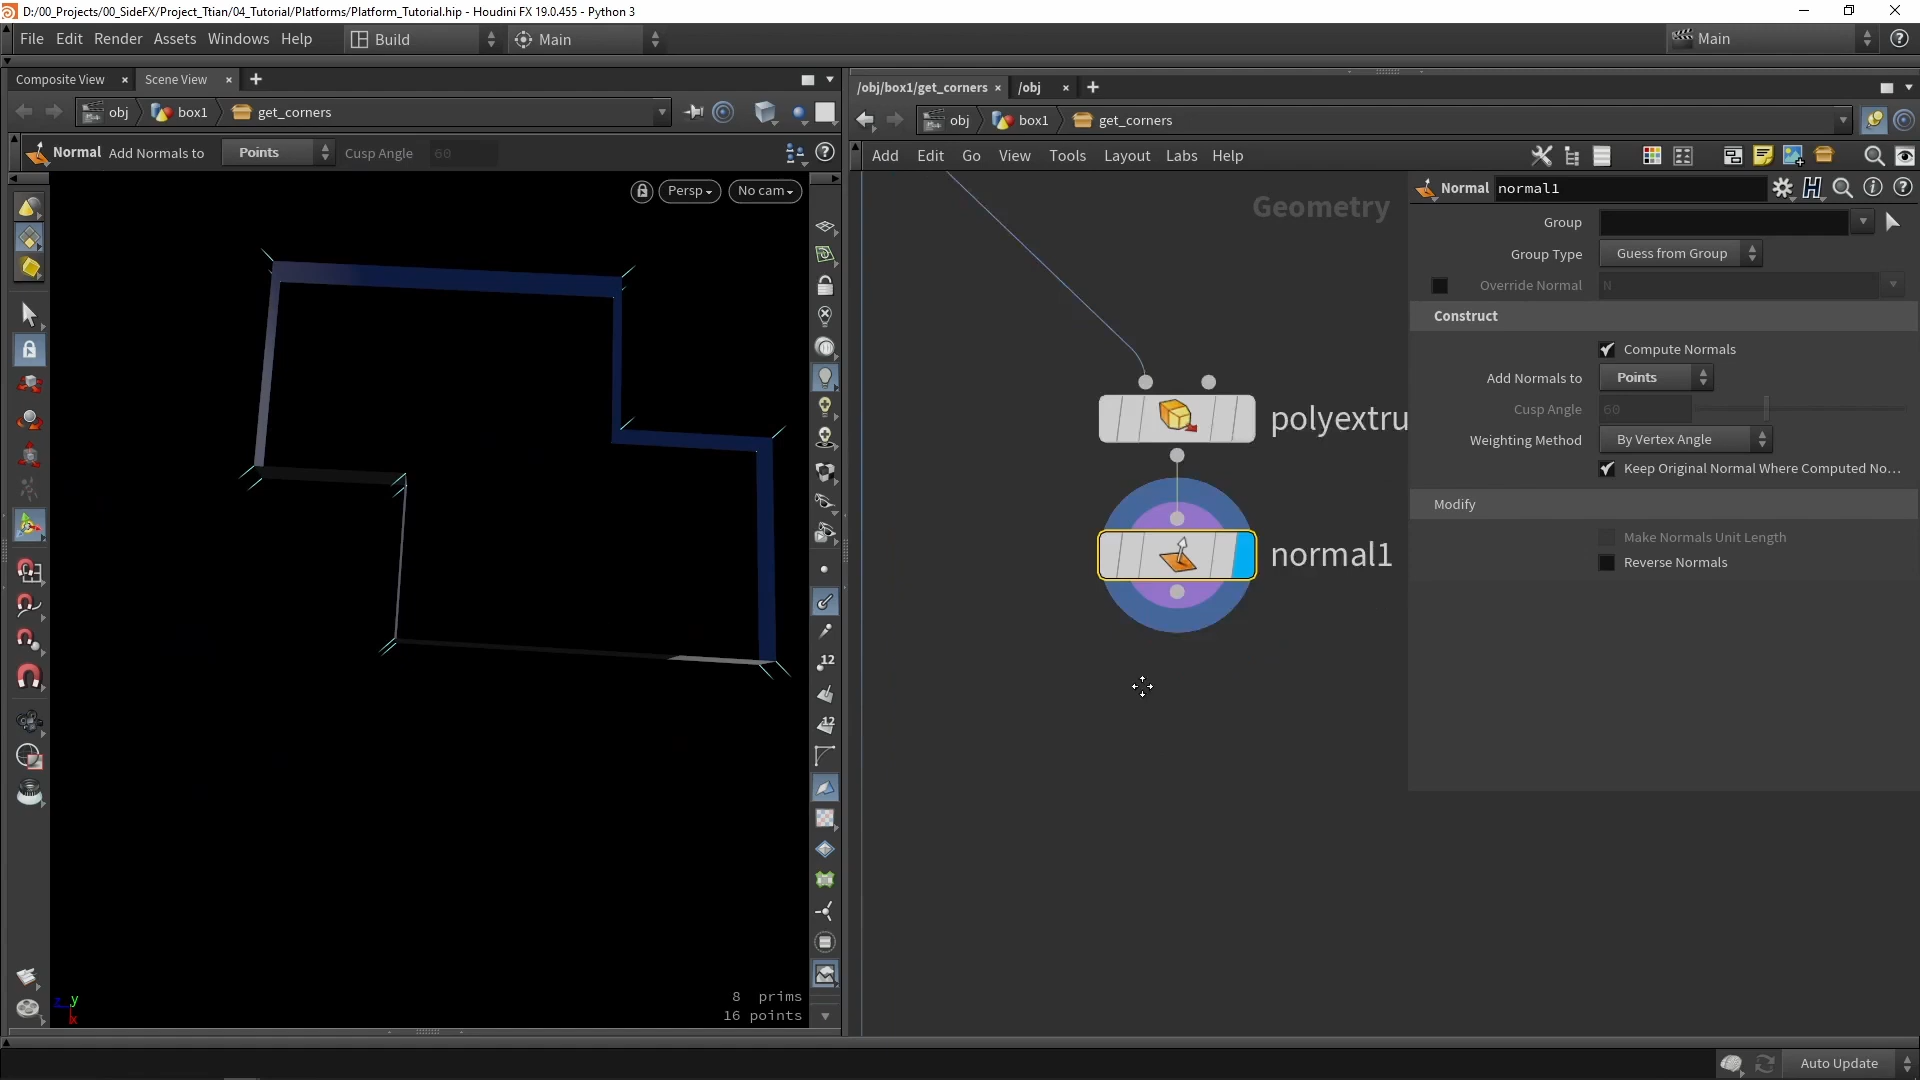 D:/00_Projects/00_SideFX/Project_Ttian/04_Tutorial/Platforms/Platform_Tutorial.hip - Houdini FX 19.0.455 - Python 3
File Edit Render Assets Windows Help Build Main Main
Composite View Scene View
/obj/box1/get_corners /obj
obj box1 get_corners
obj box1 get_corners
Normal Add Normals to Points Cusp Angle 60
Add Edit Go View Tools Layout Labs Help
Persp No cam
Geometry
Normal normal1
Group
Group Type Guess from Group
Override Normal N
Construct
Compute Normals
Add Normals to Points
Cusp Angle 60
Weighting Method By Vertex Angle
Keep Original Normal Where Computed No...
Modify
Make Normals Unit Length
Reverse Normals
polyextru
normal1
12
12
z y
x
8 prims
16 points
Auto Update